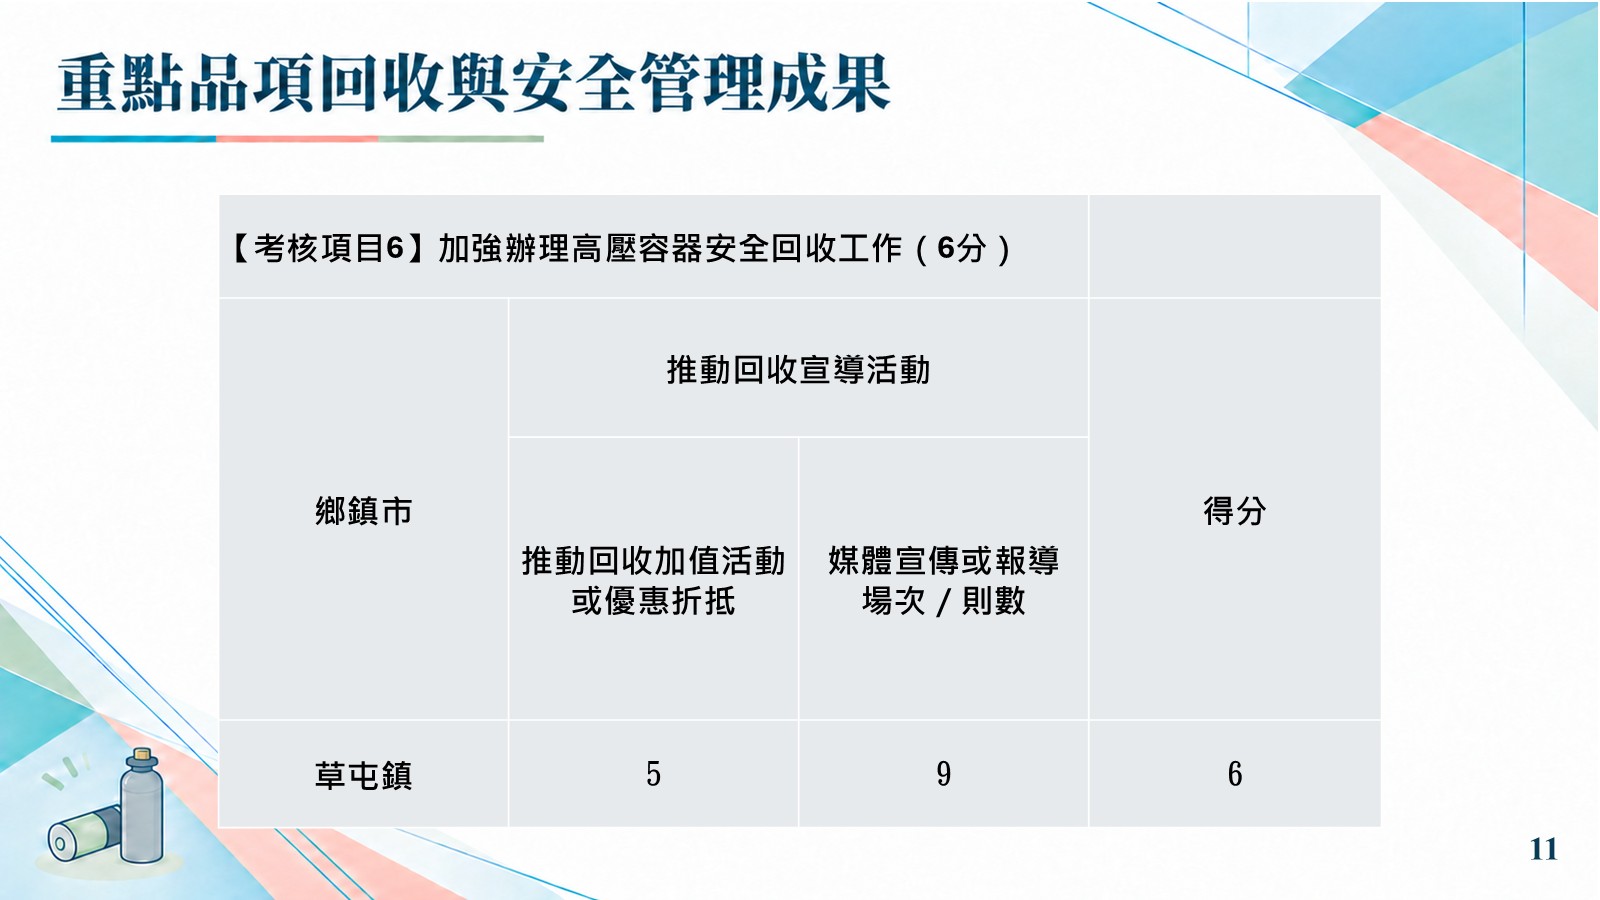 重點品項回收與安全管理成果
【考核項目6】加強辦理高壓容器安全回收工作（6分）
推動回收宣導活動
鄉鎮市
得分
推動回收加值活動
或優惠折抵
媒體宣傳或報導
場次／則數
草屯鎮
5
9
6
11